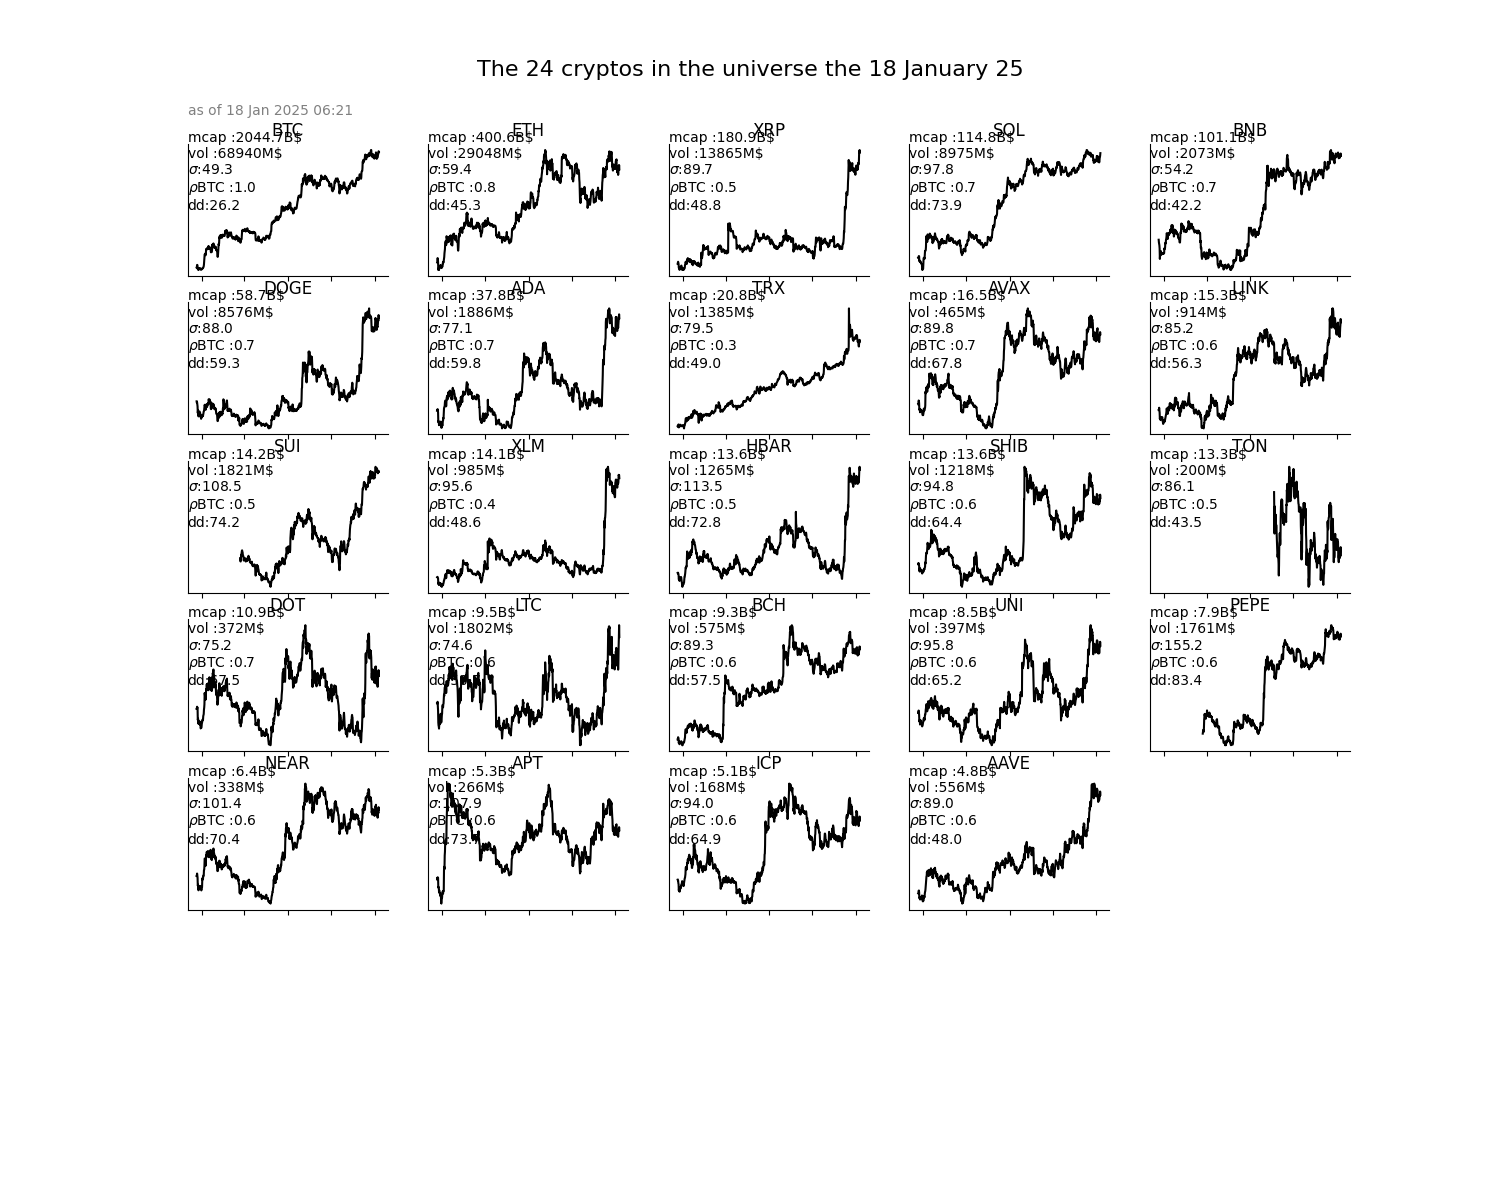 The 24 cryptos in the universe the 18 January 25
as of 18 Jan 2025 06:21
BTC
mcap :2044.7B$
vol :68940M$
σ:49.3
ρBTC :1.0
dd:26.2
ETH
mcap :400.6B$
vol :29048M$
σ:59.4
ρBTC :0.8
dd:45.3
XRP
mcap :180.9B$
vol :13865M$
σ:89.7
ρBTC :0.5
dd:48.8
SOL
mcap :114.8B$
vol :8975M$
σ:97.8
ρBTC :0.7
dd:73.9
BNB
mcap :101.1B$
vol :2073M$
σ:54.2
ρBTC :0.7
dd:42.2
DOGE
mcap :58.7B$
vol :8576M$
σ:88.0
ρBTC :0.7
dd:59.3
ADA
mcap :37.8B$
vol :1886M$
σ:77.1
ρBTC :0.7
dd:59.8
TRX
mcap :20.8B$
vol :1385M$
σ:79.5
ρBTC :0.3
dd:49.0
AVAX
mcap :16.5B$
vol :465M$
σ:89.8
ρBTC :0.7
dd:67.8
LINK
mcap :15.3B$
vol :914M$
σ:85.2
ρBTC :0.6
dd:56.3
SUI
mcap :14.2B$
vol :1821M$
σ:108.5
ρBTC :0.5
dd:74.2
XLM
mcap :14.1B$
vol :985M$
σ:95.6
ρBTC :0.4
dd:48.6
HBAR
mcap :13.6B$
vol :1265M$
σ:113.5
ρBTC :0.5
dd:72.8
SHIB
mcap :13.6B$
vol :1218M$
σ:94.8
ρBTC :0.6
dd:64.4
TON
mcap :13.3B$
vol :200M$
σ:86.1
ρBTC :0.5
dd:43.5
DOT
mcap :10.9B$
vol :372M$
σ:75.2
ρBTC :0.7
LTC
mcap :9.5B$
vol :1802M$
σ:74.6
ρBTC :0.6
BCH
mcap :9.3B$
vol :575M$
σ:89.3
ρBTC :0.6
dd:57.5
UNI
mcap :8.5B$
vol :397M$
σ:95.8
ρBTC :0.6
dd:65.2
PEPE
mcap :7.9B$
vol :1761M$
σ:155.2
ρBTC :0.6
dd:83.4
NEAR
mcap :6.4B$
vol :338M$
σ:101.4
ρBTC :0.6
dd:70.4
APT
mcap :5.3B$
vol :266M$
σ:107.9
ρBTC :0.6
ICP
mcap :5.1B$
vol :168M$
σ:94.0
ρBTC :0.6
dd:64.9
AAVE
mcap :4.8B$
vol :556M$
σ:89.0
ρBTC :0.6
dd:48.0